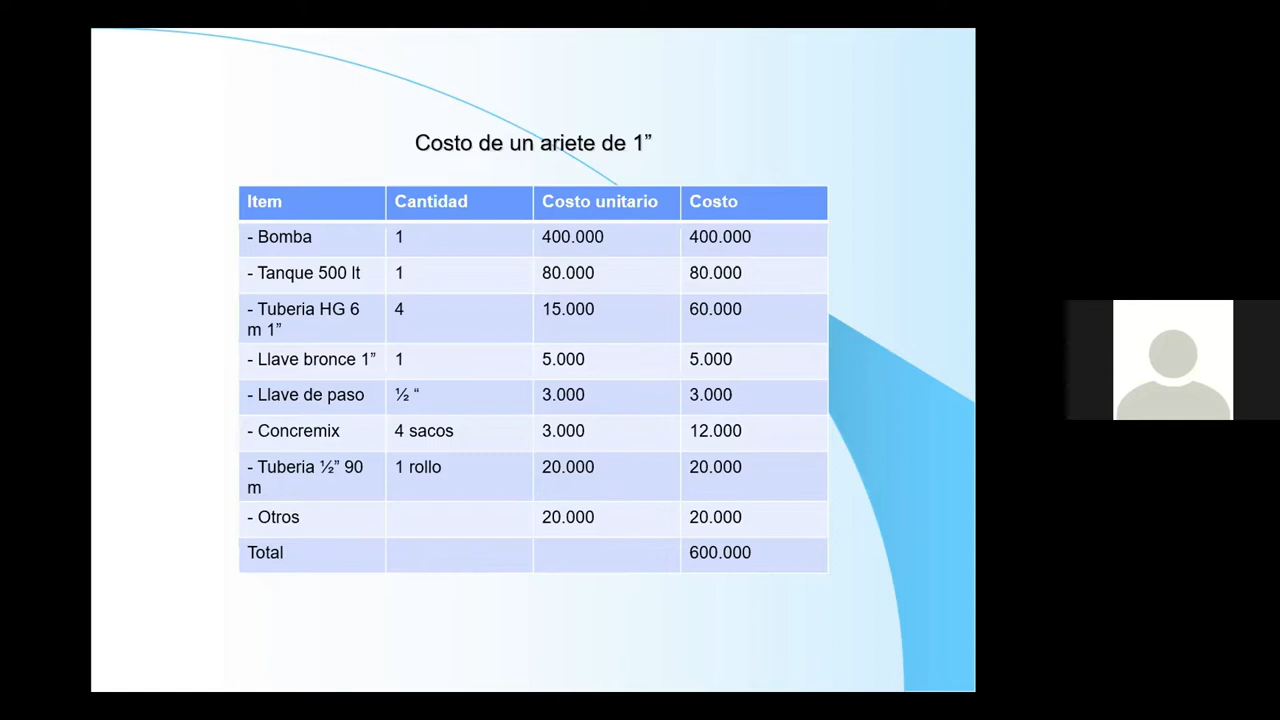 Costo de un ariete de 1”
Item Cantidad Costo unitario Costo
- Bomba 1 400.000 400.000
- Tanque 500 lt 1 80.000 80.000
- Tuberia HG 6 4 15.000 60.000
m 1”
- Llave bronce 1” 1 5.000 5.000
- Llave de paso ½ “ 3.000 3.000
- Concremix 4 sacos 3.000 12.000
- Tuberia ½” 90 1 rollo 20.000 20.000
m
- Otros 20.000 20.000
Total 600.000